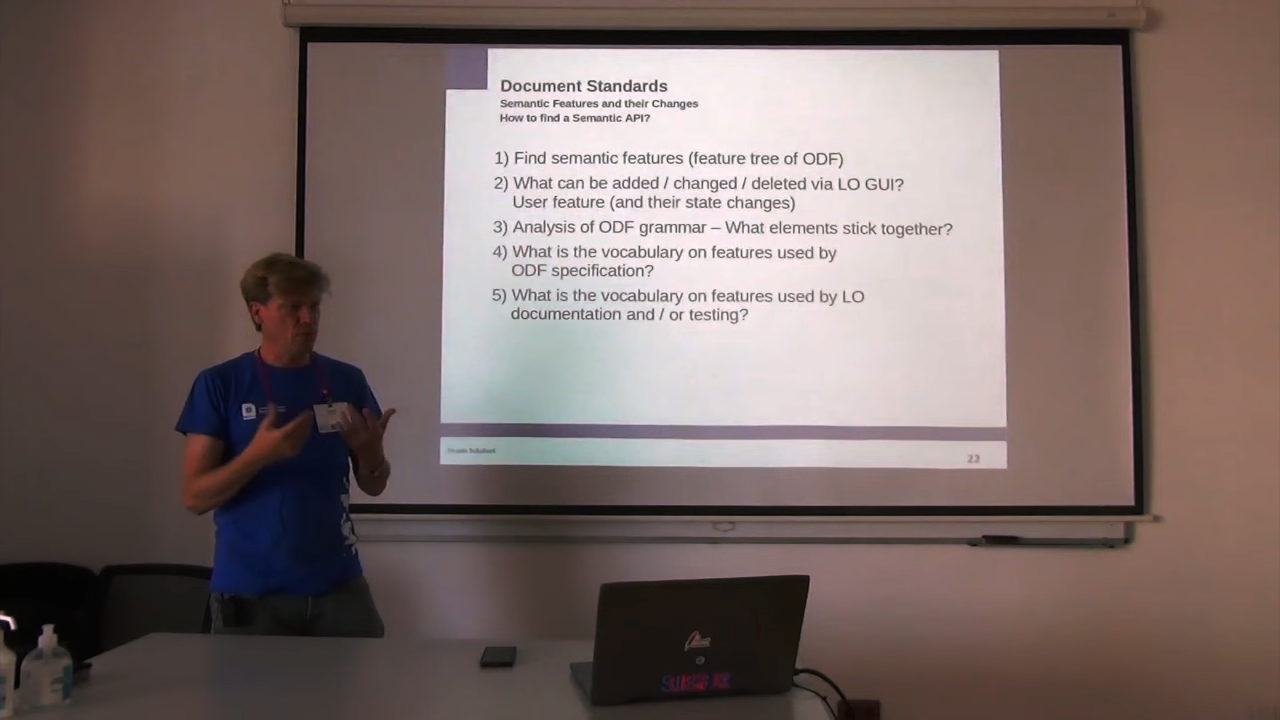 Document Standards
Semantic Features and their Changes
How to find a Semantic API?
1) Find semantic features (feature tree of ODF)
2) What can be added / changed / deleted via LO GUI?
User feature (and their state changes)
3) Analysis of ODF grammar – What elements stick together?
4) What is the vocabulary on features used by
ODF specification?
5) What is the vocabulary on features used by LO
documentation and / or testing?
22